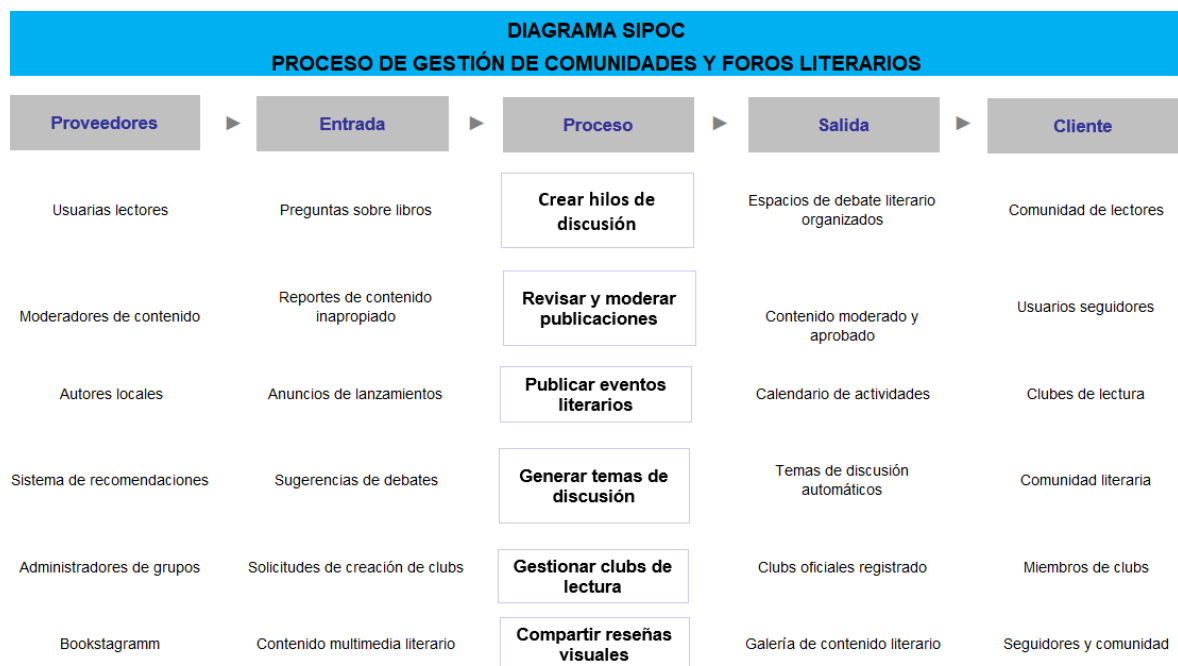 DIAGRAMA SIPOC
PROCESO DE GESTIÓN DE COMUNIDADES Y FOROS LITERARIOS
Proveedores
Entrada
Proceso
Salida
Cliente
Usuarias lectores
Preguntas sobre libros
Crear hilos de
discusión
Espacios de debate literario
organizados
Comunidad de lectores
Moderadores de contenido
Reportes de contenido
inapropiado
Revisar y moderar
publicaciones
Contenido moderado y
aprobado
Usuarios seguidores
Autores locales
Anuncios de lanzamientos
Publicar eventos
literarios
Calendario de actividades
Clubes de lectura
Sistema de recomendaciones
Sugerencias de debates
Generar temas de
discusión
Temas de discusión
automáticos
Comunidad literaria
Administradores de grupos
Solicitudes de creación de clubs
Gestionar clubs de
lectura
Clubs oficiales registrado
Miembros de clubs
Bookstagramm
Contenido multimedia literario
Compartir reseñas
visuales
Galería de contenido literario
Seguidores y comunidad